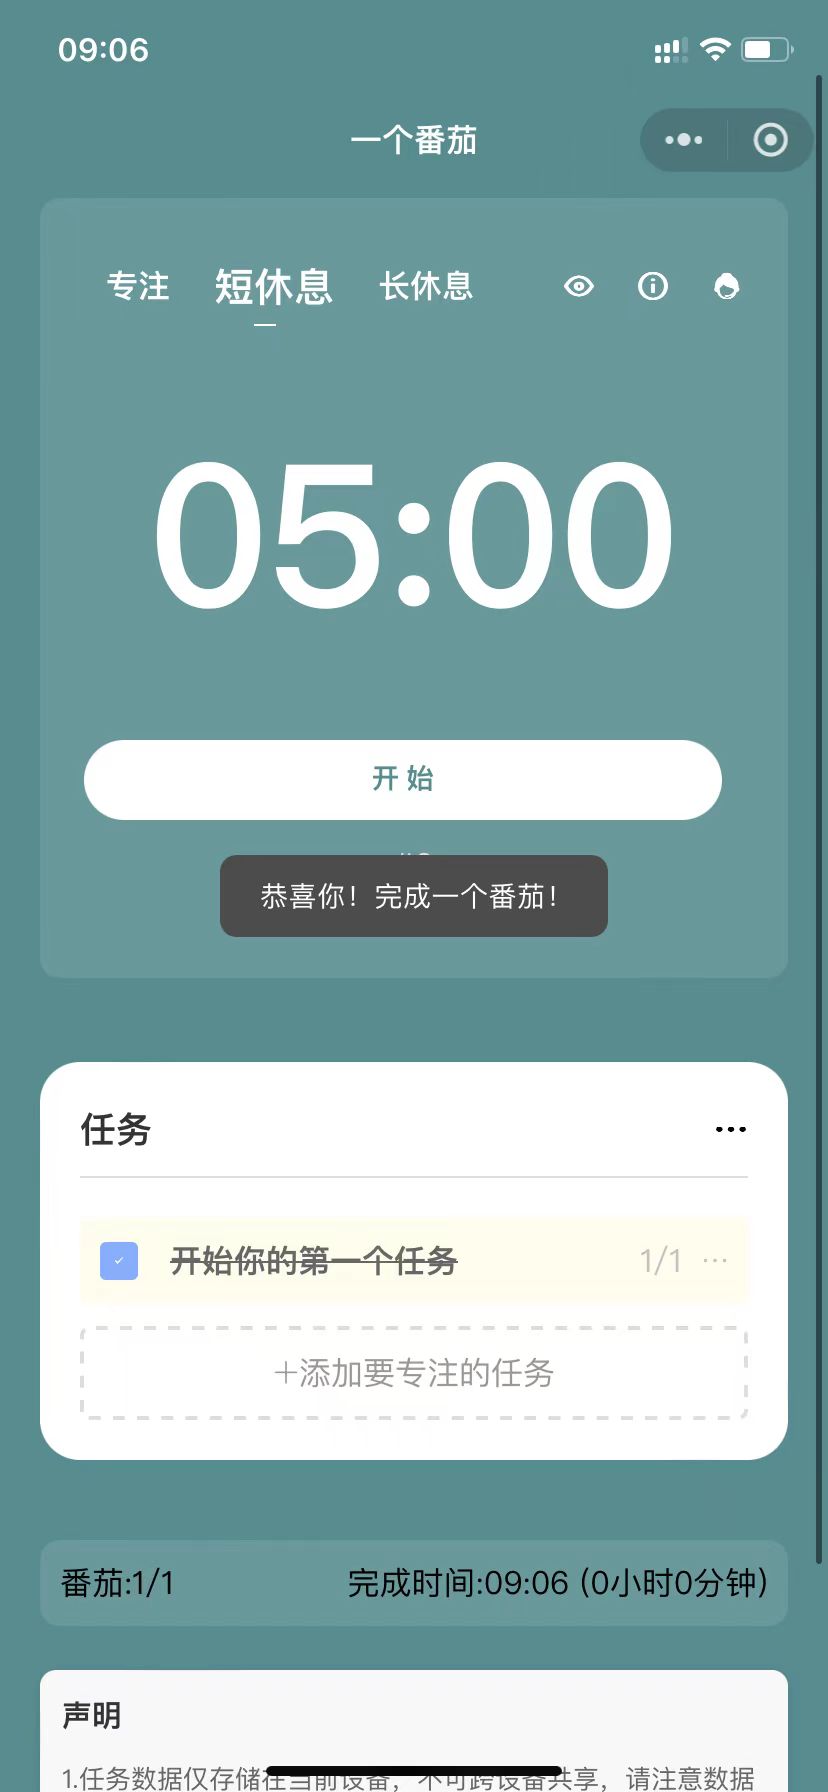 09:06
一个番茄
专注 短休息 长休息
05:00
开 始
恭喜你！完成一个番茄！
任务
开始你的第一个任务 1/1 ···
+添加要专注的任务
番茄:1/1 完成时间:09:06 (0小时0分钟)
声明
1.任务数据仅存储在当前设备，不可跨设备共享，请注意数据